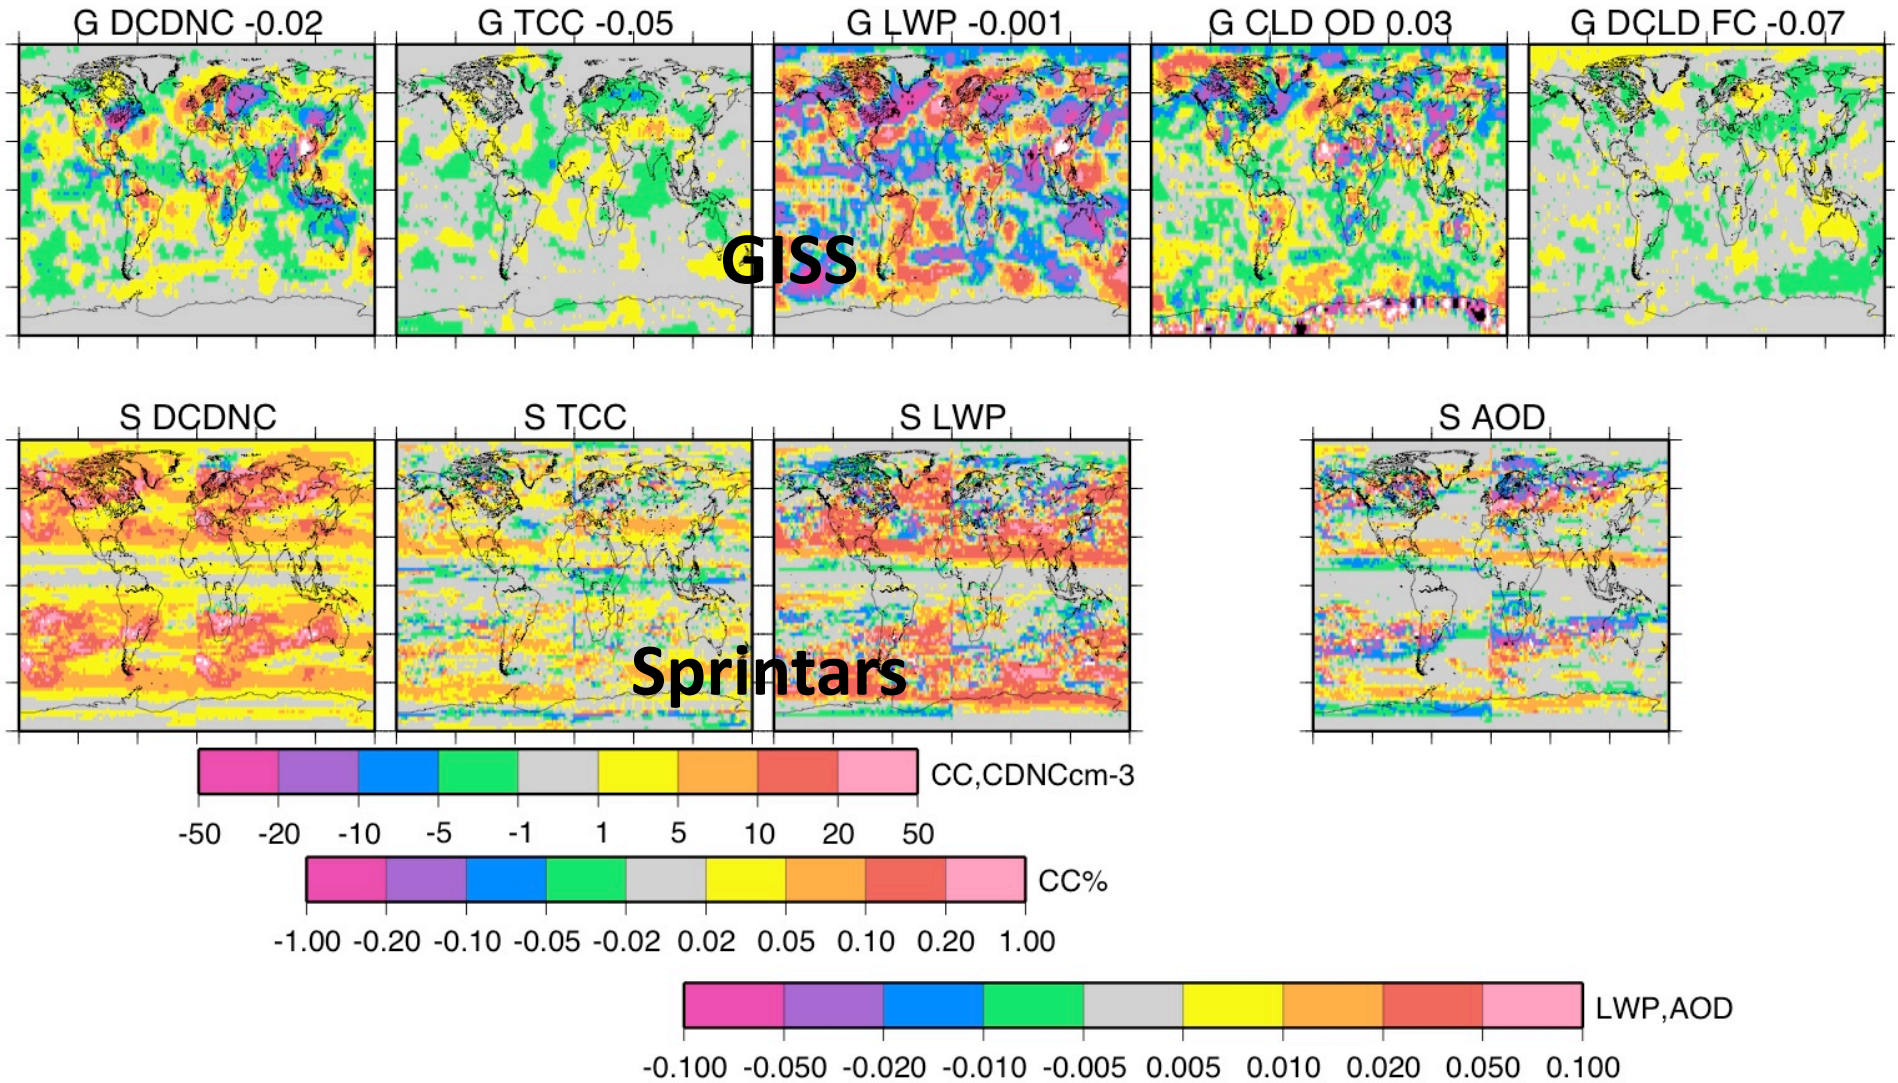 G DCDNC -0.02
G TCC -0.05
G LWP -0.001
G CLD OD 0.03
G DCLD FC -0.07
GISS
S DCDNC
S TCC
S LWP
S AOD
Sprintars
CC,CDNCcm-3
-50 -20 -10 -5 -1 1 5 10 20 50
CC%
-1.00 -0.20 -0.10 -0.05 -0.02 0.02 0.05 0.10 0.20 1.00
LWP,AOD
-0.100 -0.050 -0.020 -0.010 -0.005 0.005 0.010 0.020 0.050 0.100